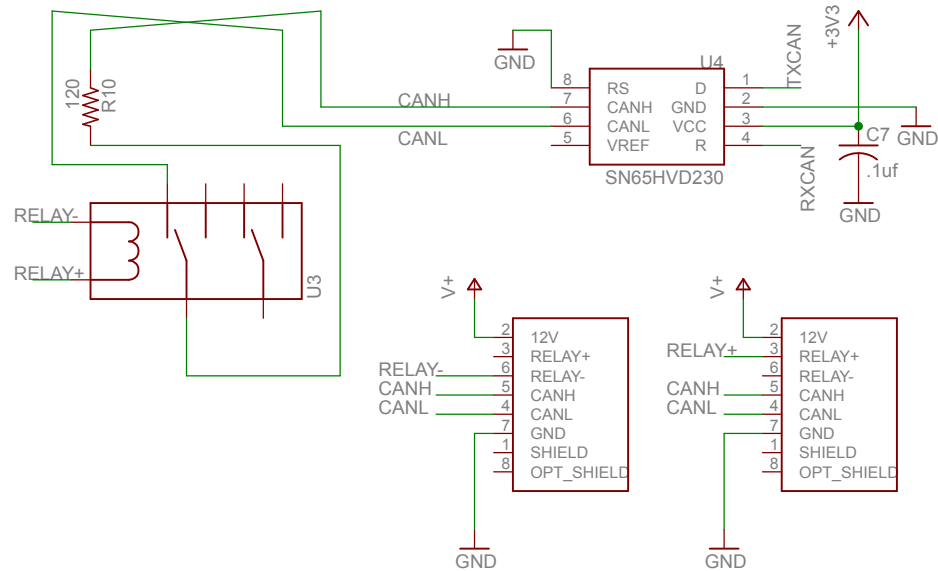 120
R10
CANH
CANL
GND
U4
8
7
6
5
RS
CANH
CANL
VREF
D
GND
VCC
R
1
2
3
4
SN65HVD230
TXCAN
RXCAN
+3V3
C7
.1uf
GND
GND
RELAY-
RELAY+
U3
V+
RELAY-
CANH
CANL
2
3
6
5
4
7
1
8
12V
RELAY+
RELAY-
CANH
CANL
GND
SHIELD
OPT_SHIELD
GND
V+
RELAY+
CANH
CANL
2
3
6
5
4
7
1
8
12V
RELAY+
RELAY-
CANH
CANL
GND
SHIELD
OPT_SHIELD
GND